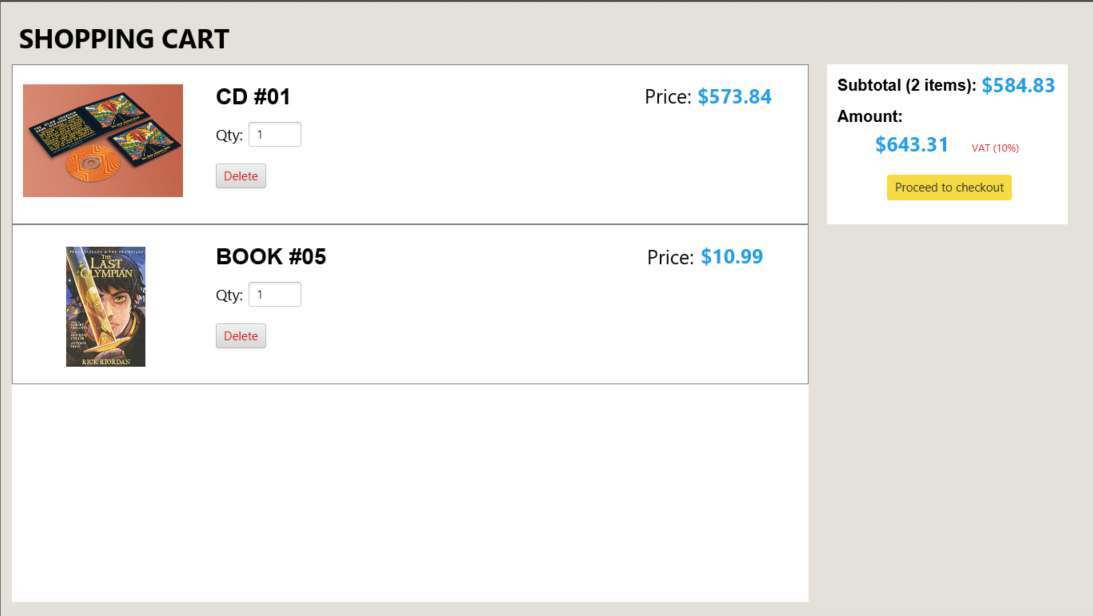 SHOPPING CART
CD #01
Price: $573.84
Qty: 1
Delete
BOOK #05
Price: $10.99
Qty: 1
Delete
THE
LAST
OLYMPIAN
RICK RIORDAN
Subtotal (2 items): $584.83
Amount:
$643.31 VAT (10%)
Proceed to checkout